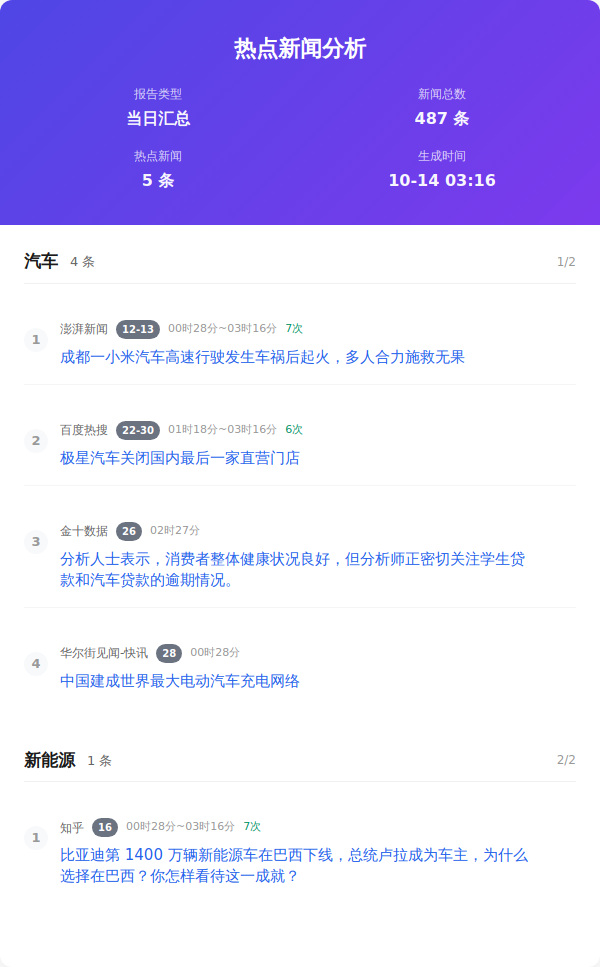 热点新闻分析
报告类型
新闻总数
当日汇总
487 条
热点新闻
生成时间
5 条
10-14 03:16
汽车 4 条 1/2
1
澎湃新闻 12-13 00时28分~03时16分 7次
成都一小米汽车高速行驶发生车祸后起火，多人合力施救无果
2
百度热搜 22-30 01时18分~03时16分 6次
极星汽车关闭国内最后一家直营门店
3
金十数据 26 02时27分
分析人士表示，消费者整体健康状况良好，但分析师正密切关注学生贷
款和汽车贷款的逾期情况。
4
华尔街见闻-快讯 28 00时28分
中国建成世界最大电动汽车充电网络
新能源 1 条 2/2
1
知乎 16 00时28分~03时16分 7次
比亚迪第 1400 万辆新能源车在巴西下线，总统卢拉成为车主，为什么
选择在巴西？你怎样看待这一成就？